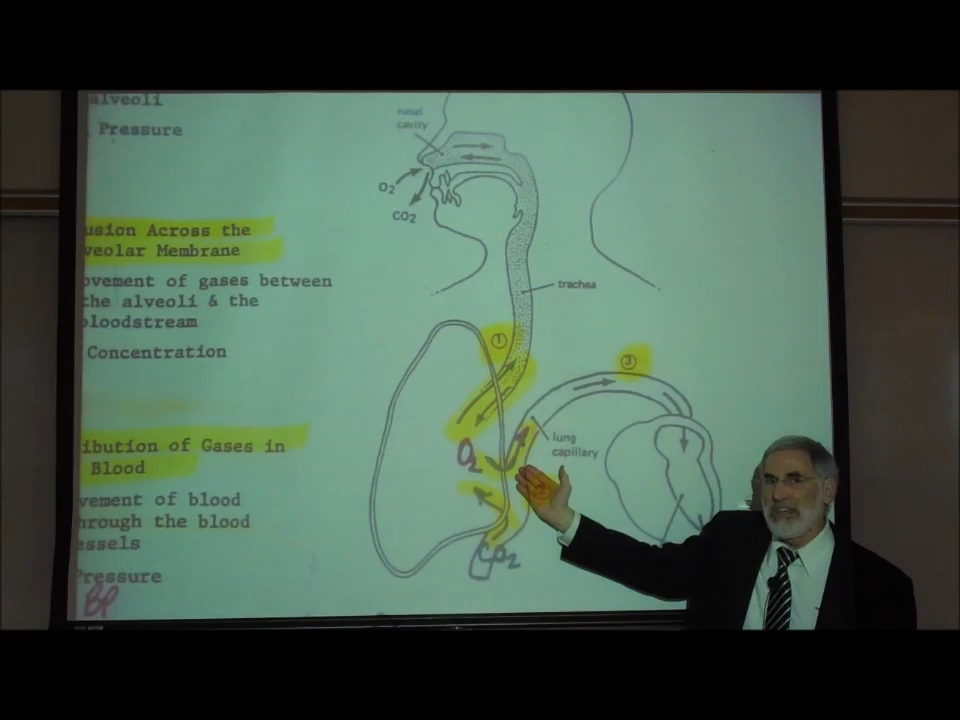 alveoli
Pressure
usion Across the
veolar Membrane
ovement of gases between
the alveoli & the
bloodstream
Concentration
ibution of Gases in
Blood
vement of blood
hrough the blood
essels
Pressure
BP
nasal
cavity
O2
CO2
trachea
1
3
O2
lung
capillary
CO2